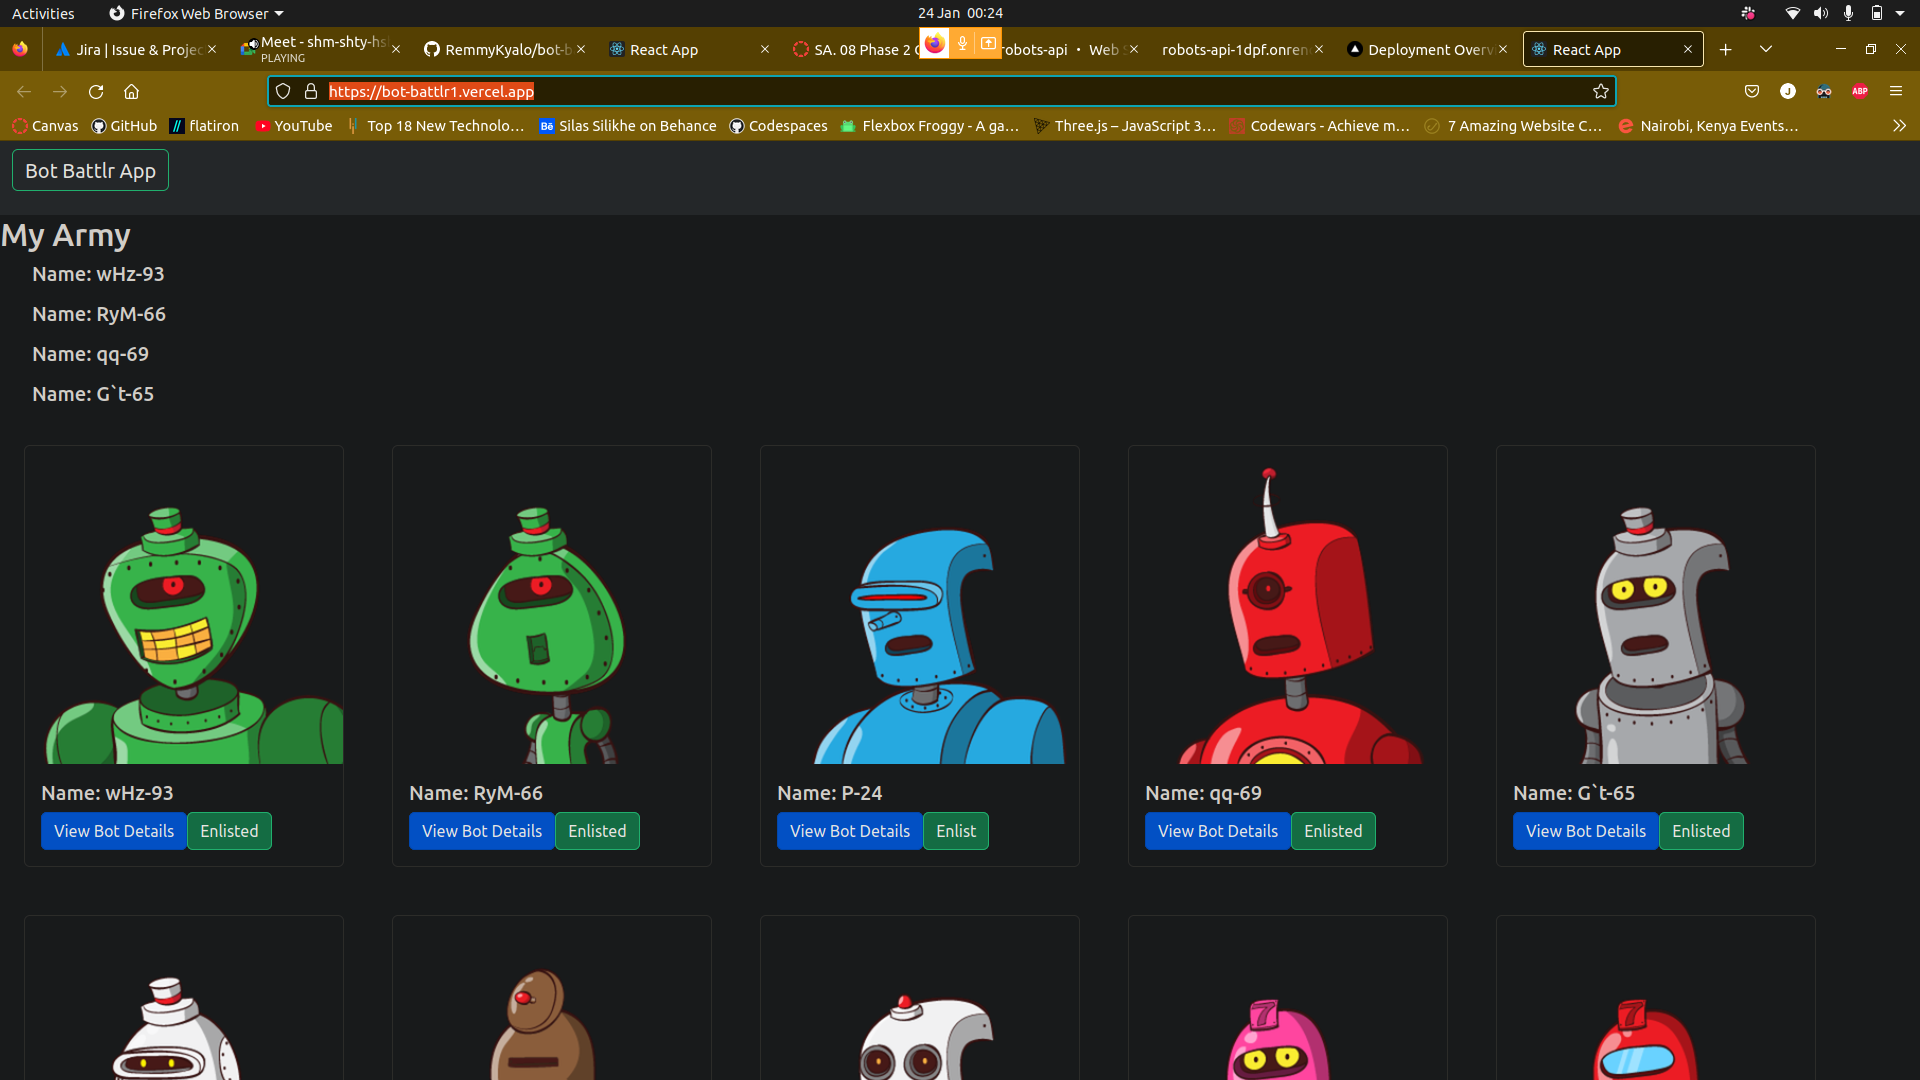 Activities Firefox Web Browser 24 Jan 00:24
Jira | Issue & Projec Meet - shm-shty-hs RemmyKyalo/bot-b React App SA. 08 Phase 2 robots-api • Web robots-api-1dpf.onren Deployment Overv React App
PLAYING
https://bot-battlr1.vercel.app J ABP
Canvas GitHub flatiron YouTube Top 18 New Technolo… Bē Silas Silikhe on Behance Codespaces Flexbox Froggy - A ga… Three.js – JavaScript 3… Codewars - Achieve m… 7 Amazing Website C… Nairobi, Kenya Events…
Bot Battlr App
My Army
Name: wHz-93
Name: RyM-66
Name: qq-69
Name: G`t-65
Name: wHz-93 Name: RyM-66 Name: P-24 Name: qq-69 Name: G`t-65
View Bot Details Enlisted View Bot Details Enlisted View Bot Details Enlist View Bot Details Enlisted View Bot Details Enlisted
7 7